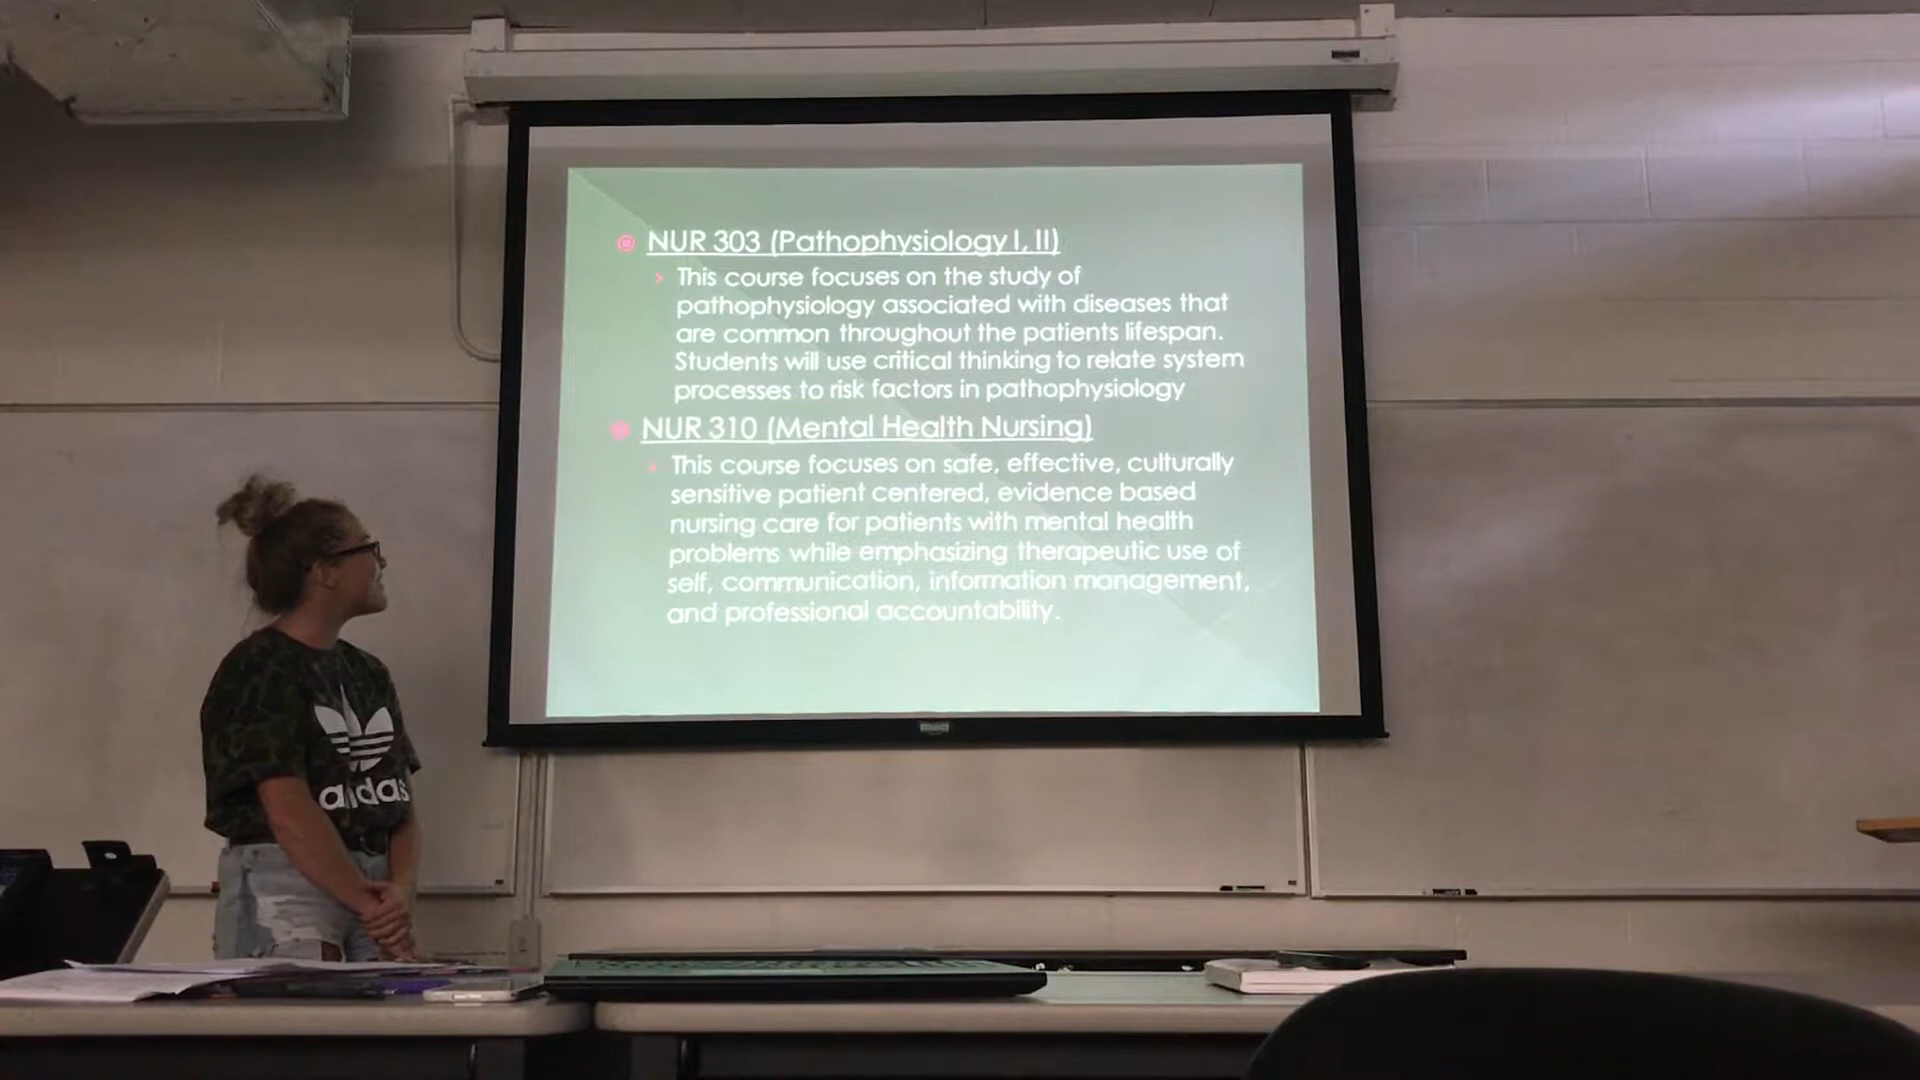 NUR 303 (Pathophysiology I, II)
This course focuses on the study of
pathophysiology associated with diseases that
are common throughout the patients lifespan.
Students will use critical thinking to relate system
processes to risk factors in pathophysiology
NUR 310 (Mental Health Nursing)
This course focuses on safe, effective, culturally
sensitive patient centered, evidence based
nursing care for patients with mental health
problems while emphasizing therapeutic use of
self, communication, information management,
and professional accountability.
adidas